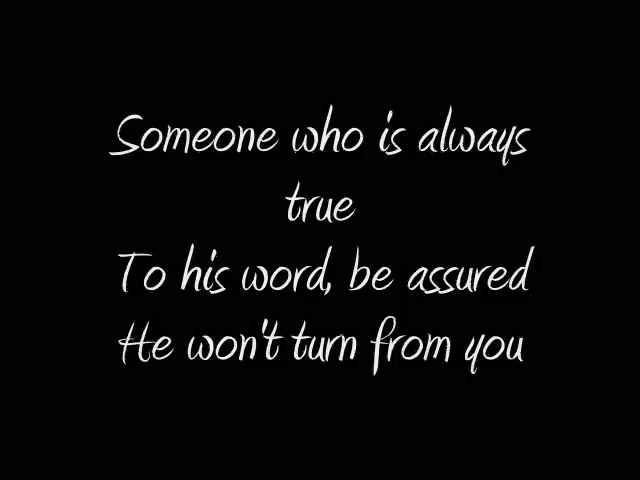 Someone who is always
true
To his word, be assured
He won't turn from you